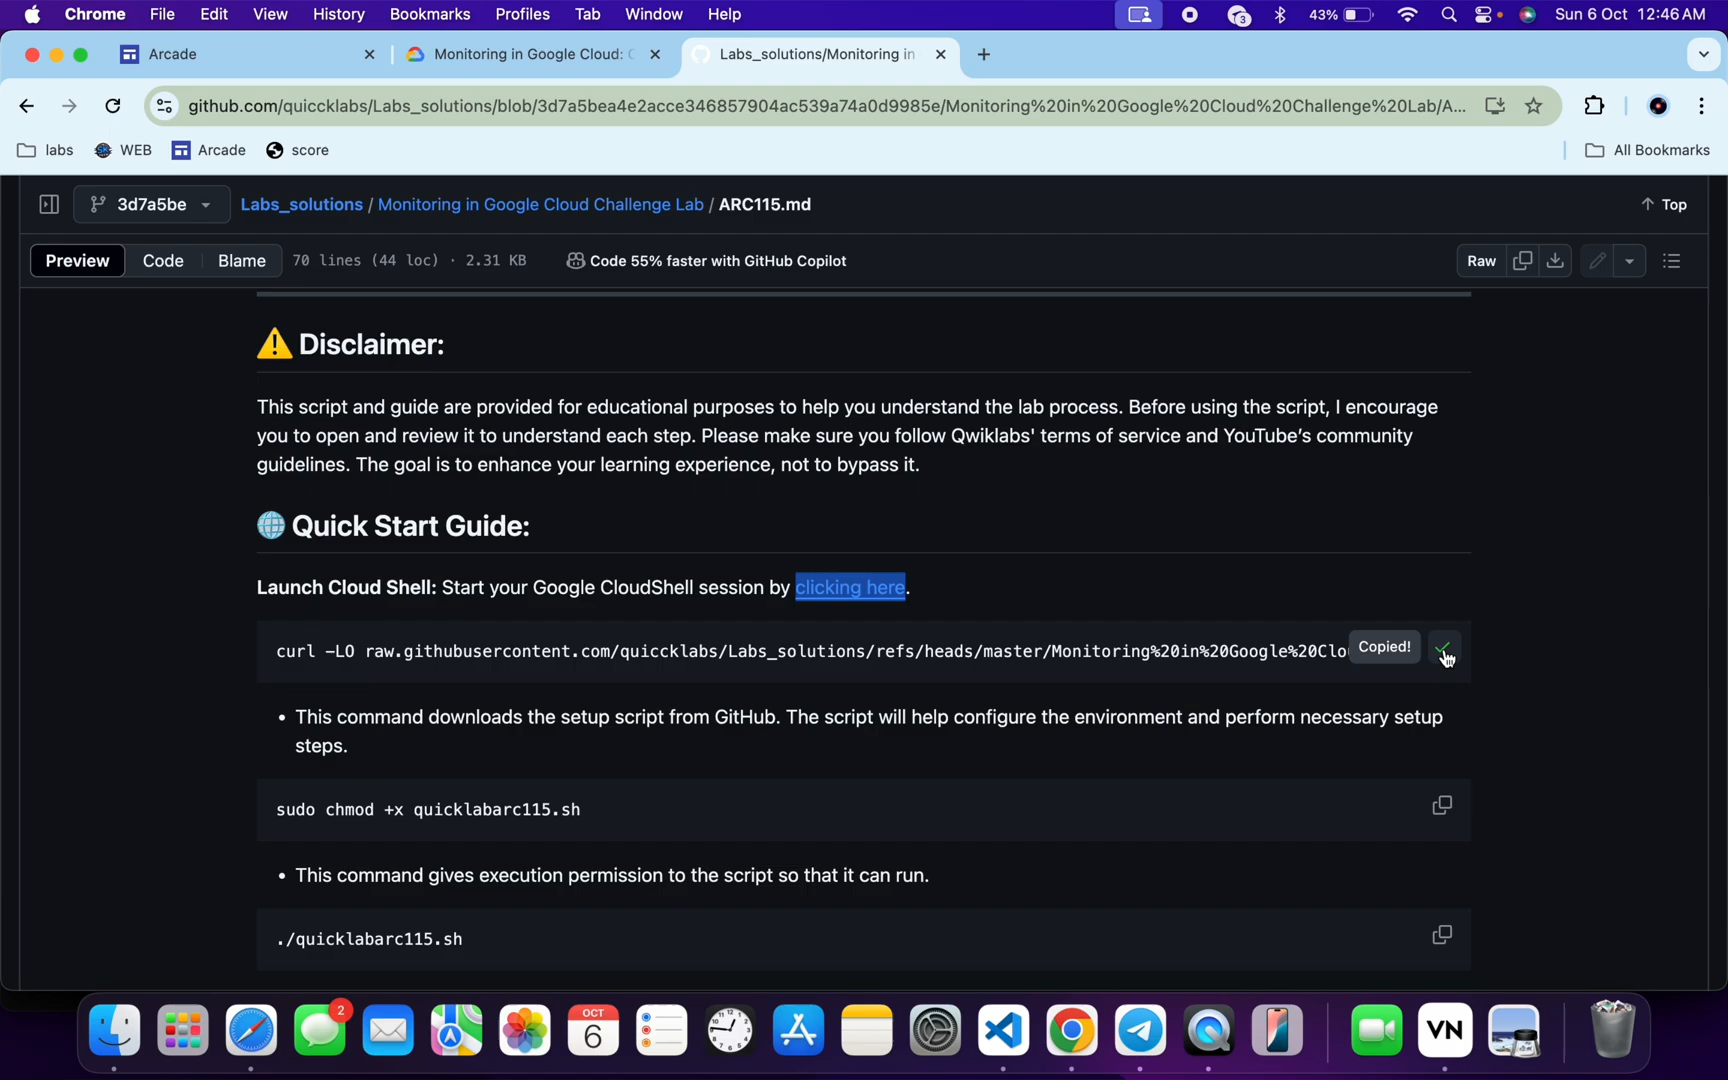 Chrome File Edit View History Bookmarks Profiles Tab Window Help 3 43% Sun 6 Oct 12:46 AM
Arcade Monitoring in Google Cloud: Labs_solutions/Monitoring in
github.com/quiccklabs/Labs_solutions/blob/3d7a5bea4e2acce346857904ac539a74a0d9985e/Monitoring%20in%20Google%20Cloud%20Challenge%20Lab/A...
labs WEB Arcade score All Bookmarks
3d7a5be Labs_solutions / Monitoring in Google Cloud Challenge Lab / ARC115.md Top
Preview Code Blame 70 lines (44 loc) · 2.31 KB Code 55% faster with GitHub Copilot Raw
⚠️ Disclaimer:
This script and guide are provided for educational purposes to help you understand the lab process. Before using the script, I encourage
you to open and review it to understand each step. Please make sure you follow Qwiklabs' terms of service and YouTube’s community
guidelines. The goal is to enhance your learning experience, not to bypass it.
🌐 Quick Start Guide:
Launch Cloud Shell: Start your Google CloudShell session by clicking here.
curl -LO raw.githubusercontent.com/quiccklabs/Labs_solutions/refs/heads/master/Monitoring%20in%20Google%20Clo Copied!
• This command downloads the setup script from GitHub. The script will help configure the environment and perform necessary setup
steps.
sudo chmod +x quicklabarc115.sh
• This command gives execution permission to the script so that it can run.
./quicklabarc115.sh
2 OCT 6 VN